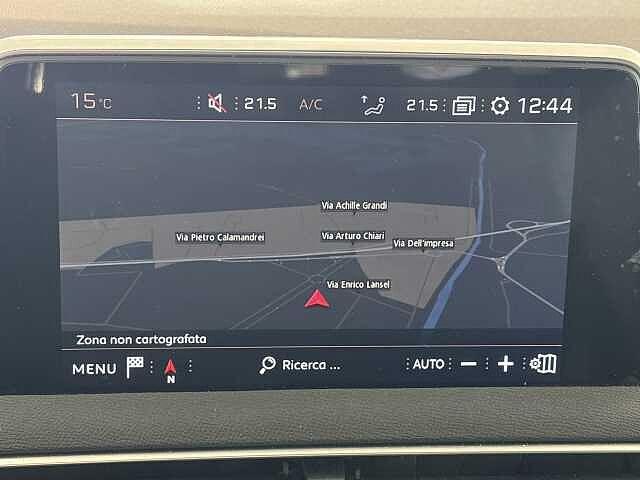 15°C 21.5 A/C 21.5 12:44
Via Achille Grandi
Via Pietro Calamandrei
Via Arturo Chiari
Via Dell'impresa
Via Enrico Lansel
Zona non cartografata
MENU N Ricerca ... AUTO − +